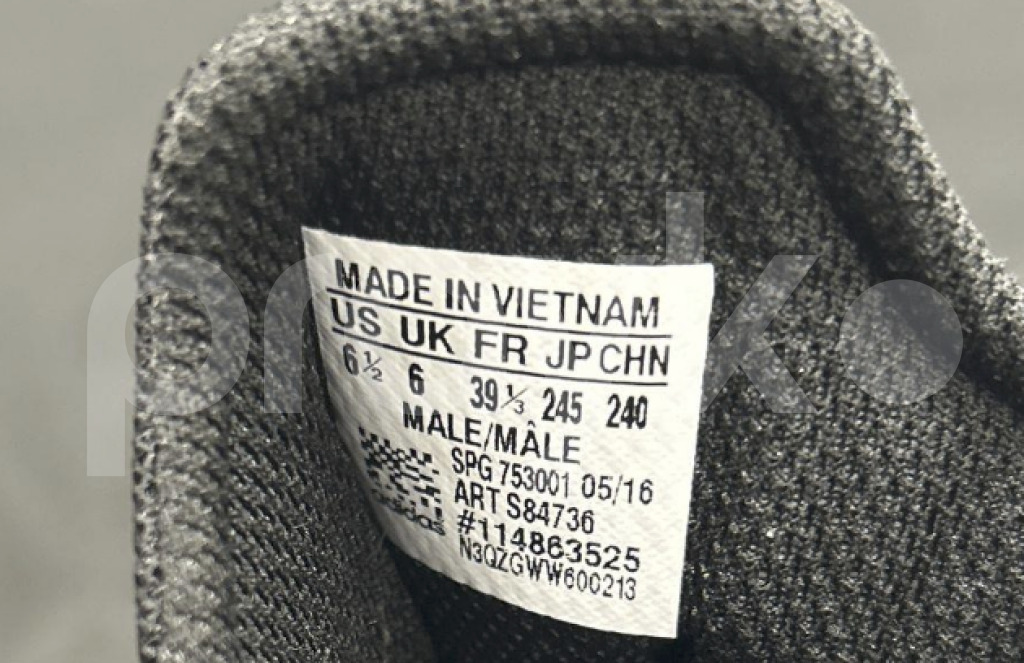 MADE IN VIETNAM
US UK FR JP CHN
6½ 6 39⅓ 245 240
MALE/MÂLE
SPG 753001 05/16
ART S84736
#114863525
N3QZGWW600213
adidas